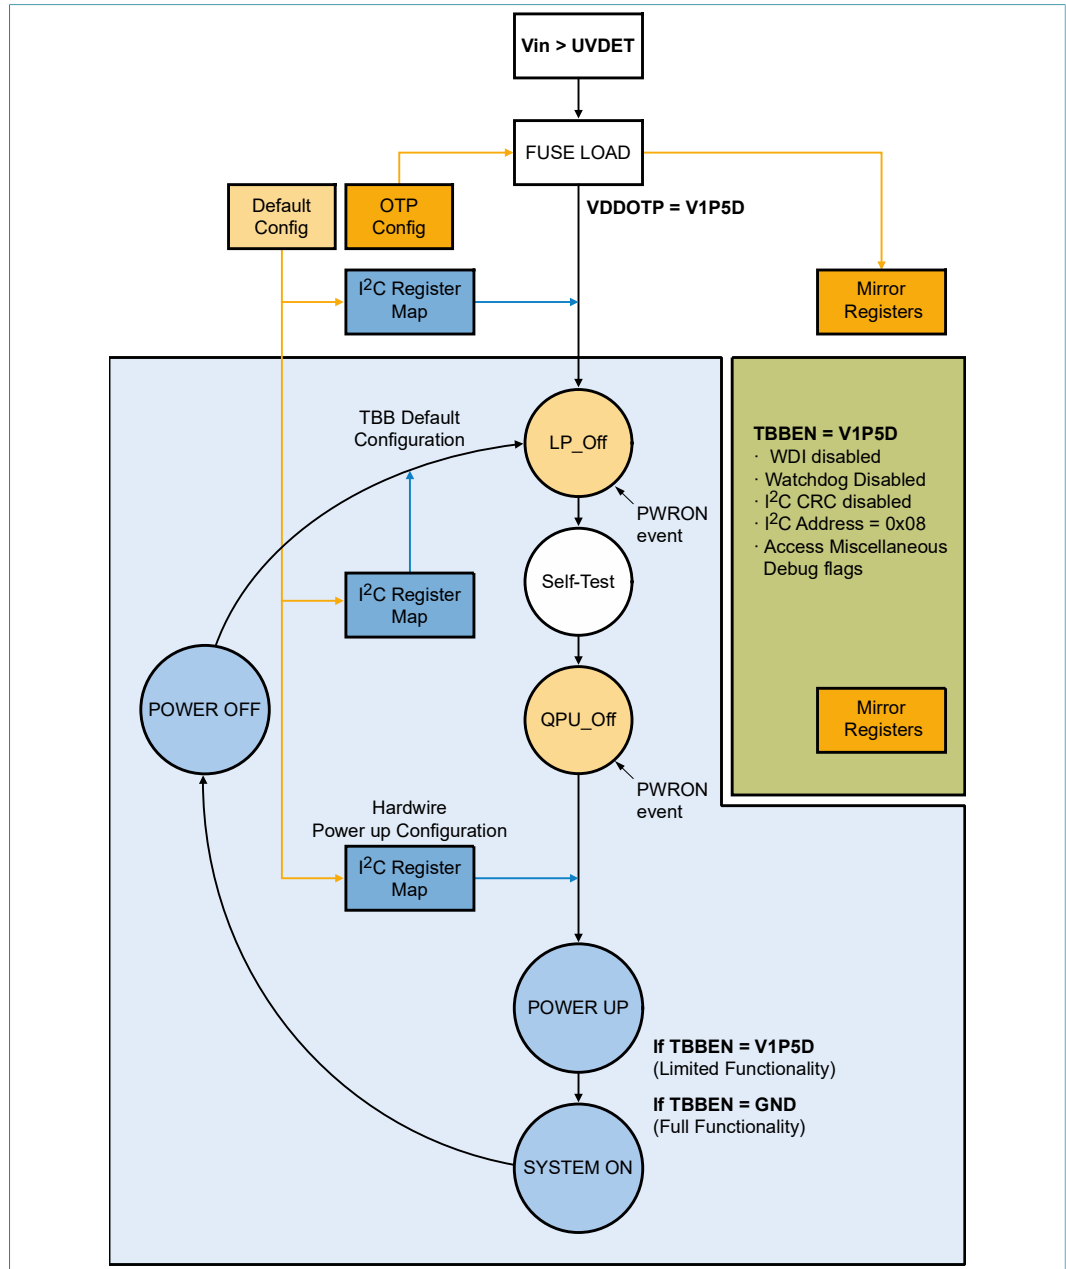 Vin > UVDET
FUSE LOAD
VDDOTP = V1P5D
Default
Config
OTP
Config
I²C Register
Map
Mirror
Registers
TBB Default
Configuration
LP_Off
PWRON
event
TBBEN = V1P5D
· WDI disabled
· Watchdog Disabled
· I²C CRC disabled
· I²C Address = 0x08
· Access Miscellaneous
Debug flags
Self-Test
I²C Register
Map
POWER OFF
QPU_Off
Mirror
Registers
PWRON
event
Hardwire
Power up Configuration
I²C Register
Map
POWER UP
If TBBEN = V1P5D
(Limited Functionality)
If TBBEN = GND
(Full Functionality)
SYSTEM ON